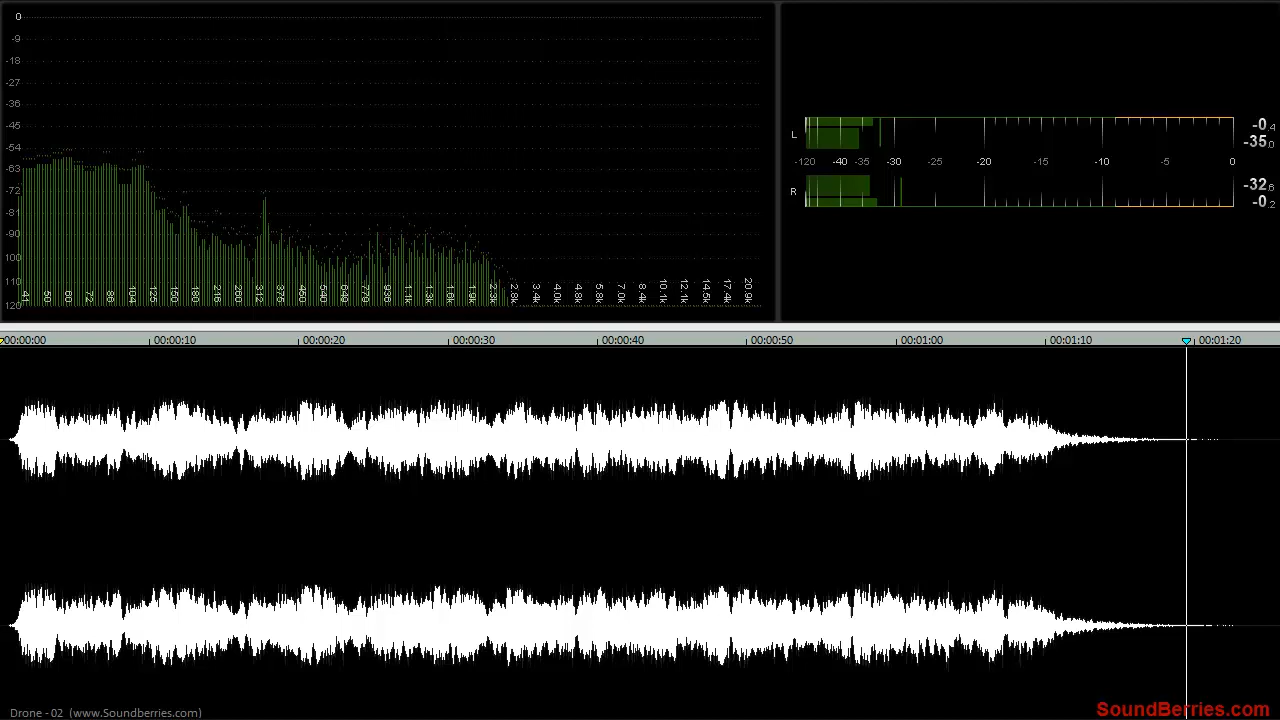 0
-9
-18
-27
-36
-45
-54
-63
-72
-81
-90
100
110
120
41 50 60 72 86 104 125 150 180 216 260 312 375 450 540 649 779 936 1.1k 1.3k 1.6k 1.9k 2.3k 2.8k 3.4k 4.0k 4.8k 5.8k 7.0k 8.4k 10.1k 12.1k 14.5k 17.4k 20.9k
L
-0.4
-35.0
-120 -40 -35 -30 -25 -20 -15 -10 -5 0
R
-32.6
-0.2
00:00:00 00:00:10 00:00:20 00:00:30 00:00:40 00:00:50 00:01:00 00:01:10 00:01:20
Drone - 02 (www.Soundberries.com)
SoundBerries.com